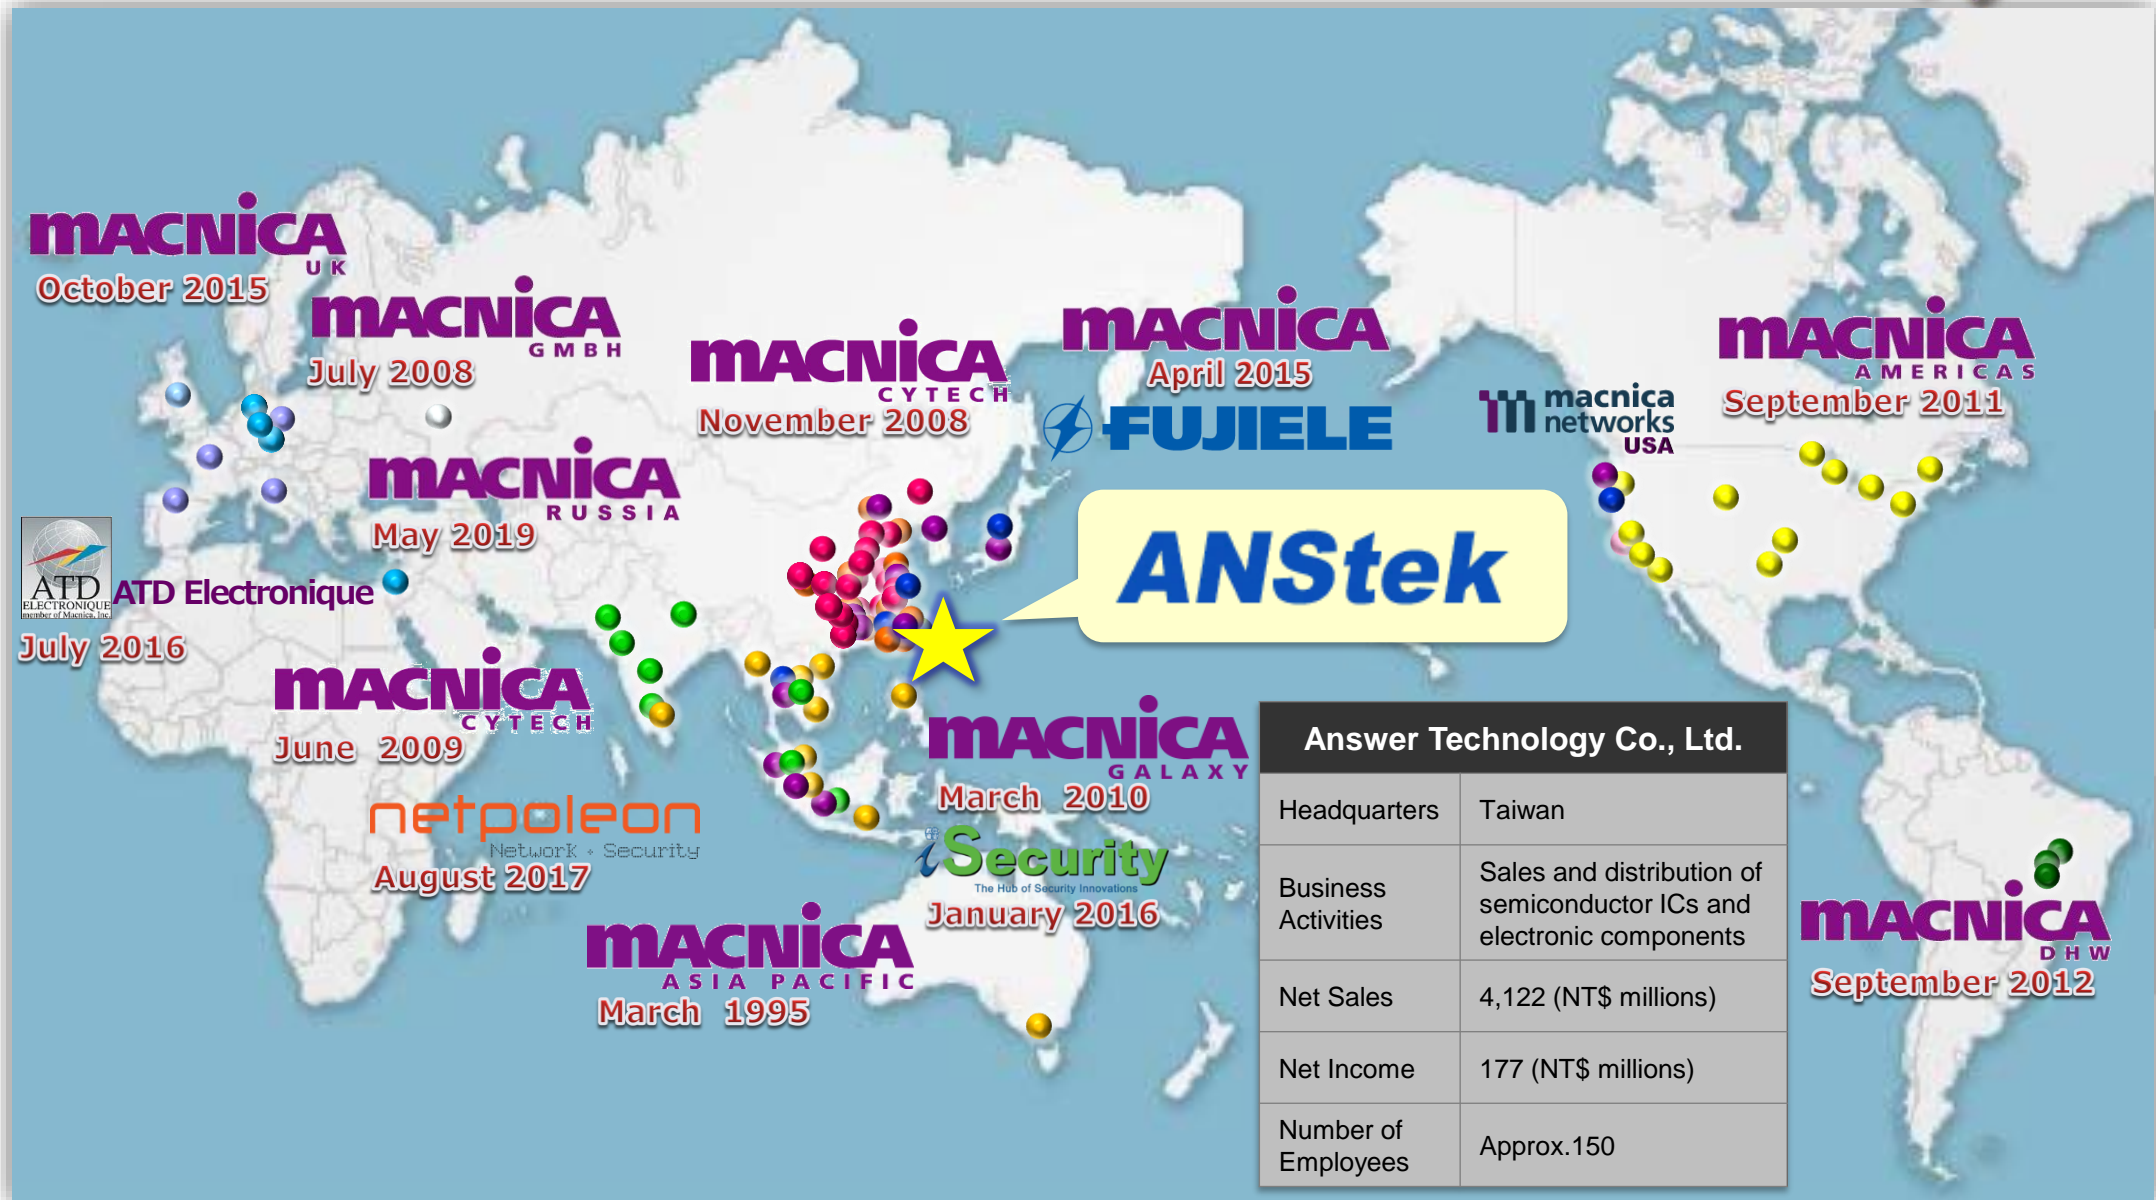 MACNICA
UK
October 2015
MACNICA
GMBH
July 2008
MACNICA
CYTECH
November 2008
MACNICA
April 2015
FUJIELE
macnica
networks
USA
MACNICA
AMERICAS
September 2011
MACNICA
RUSSIA
May 2019
ATD
ELECTRONIQUE
member of Macnica, Inc.
ATD Electronique
July 2016
ANStek
MACNICA
CYTECH
June 2009
netpoleon
Network + Security
August 2017
MACNICA
GALAXY
March 2010
iSecurity
The Hub of Security Innovations
January 2016
MACNICA
ASIA PACIFIC
March 1995
Answer Technology Co., Ltd.
Headquarters Taiwan
Business Activities Sales and distribution of
semiconductor ICs and
electronic components
Net Sales 4,122 (NT$ millions)
Net Income 177 (NT$ millions)
Number of Employees Approx.150
MACNICA
DHW
September 2012